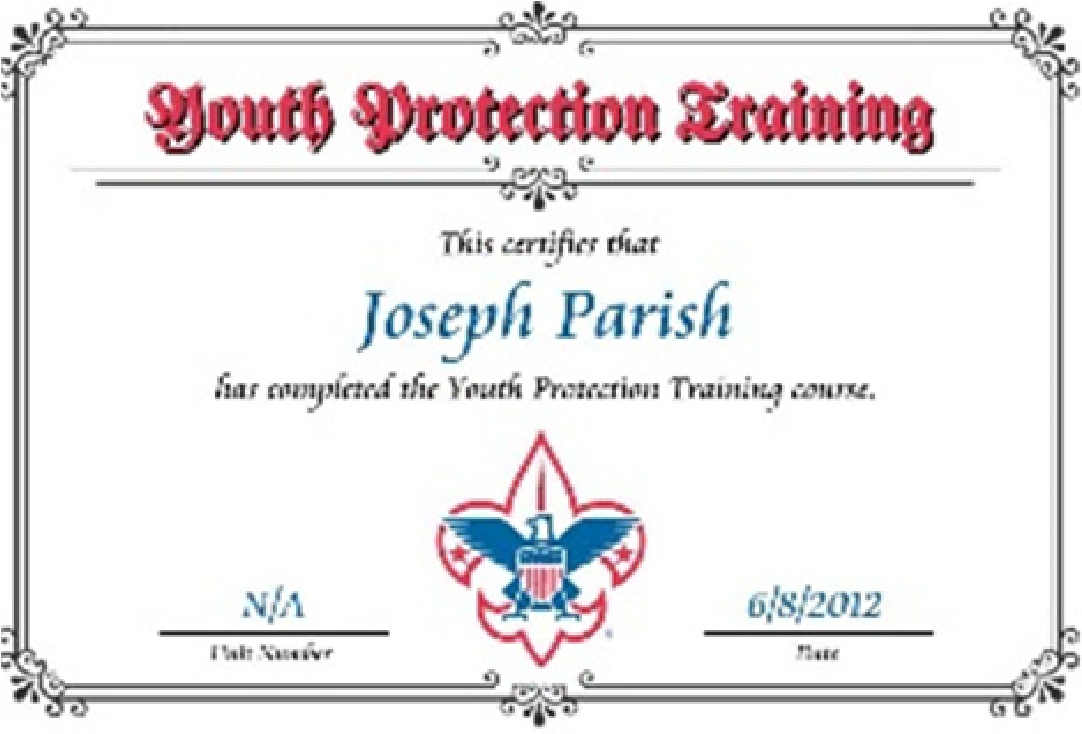 Youth Protection Training
This certifies that
Joseph Parish
has completed the Youth Protection Training course.
N/A
6/8/2012
Unit Number
Date